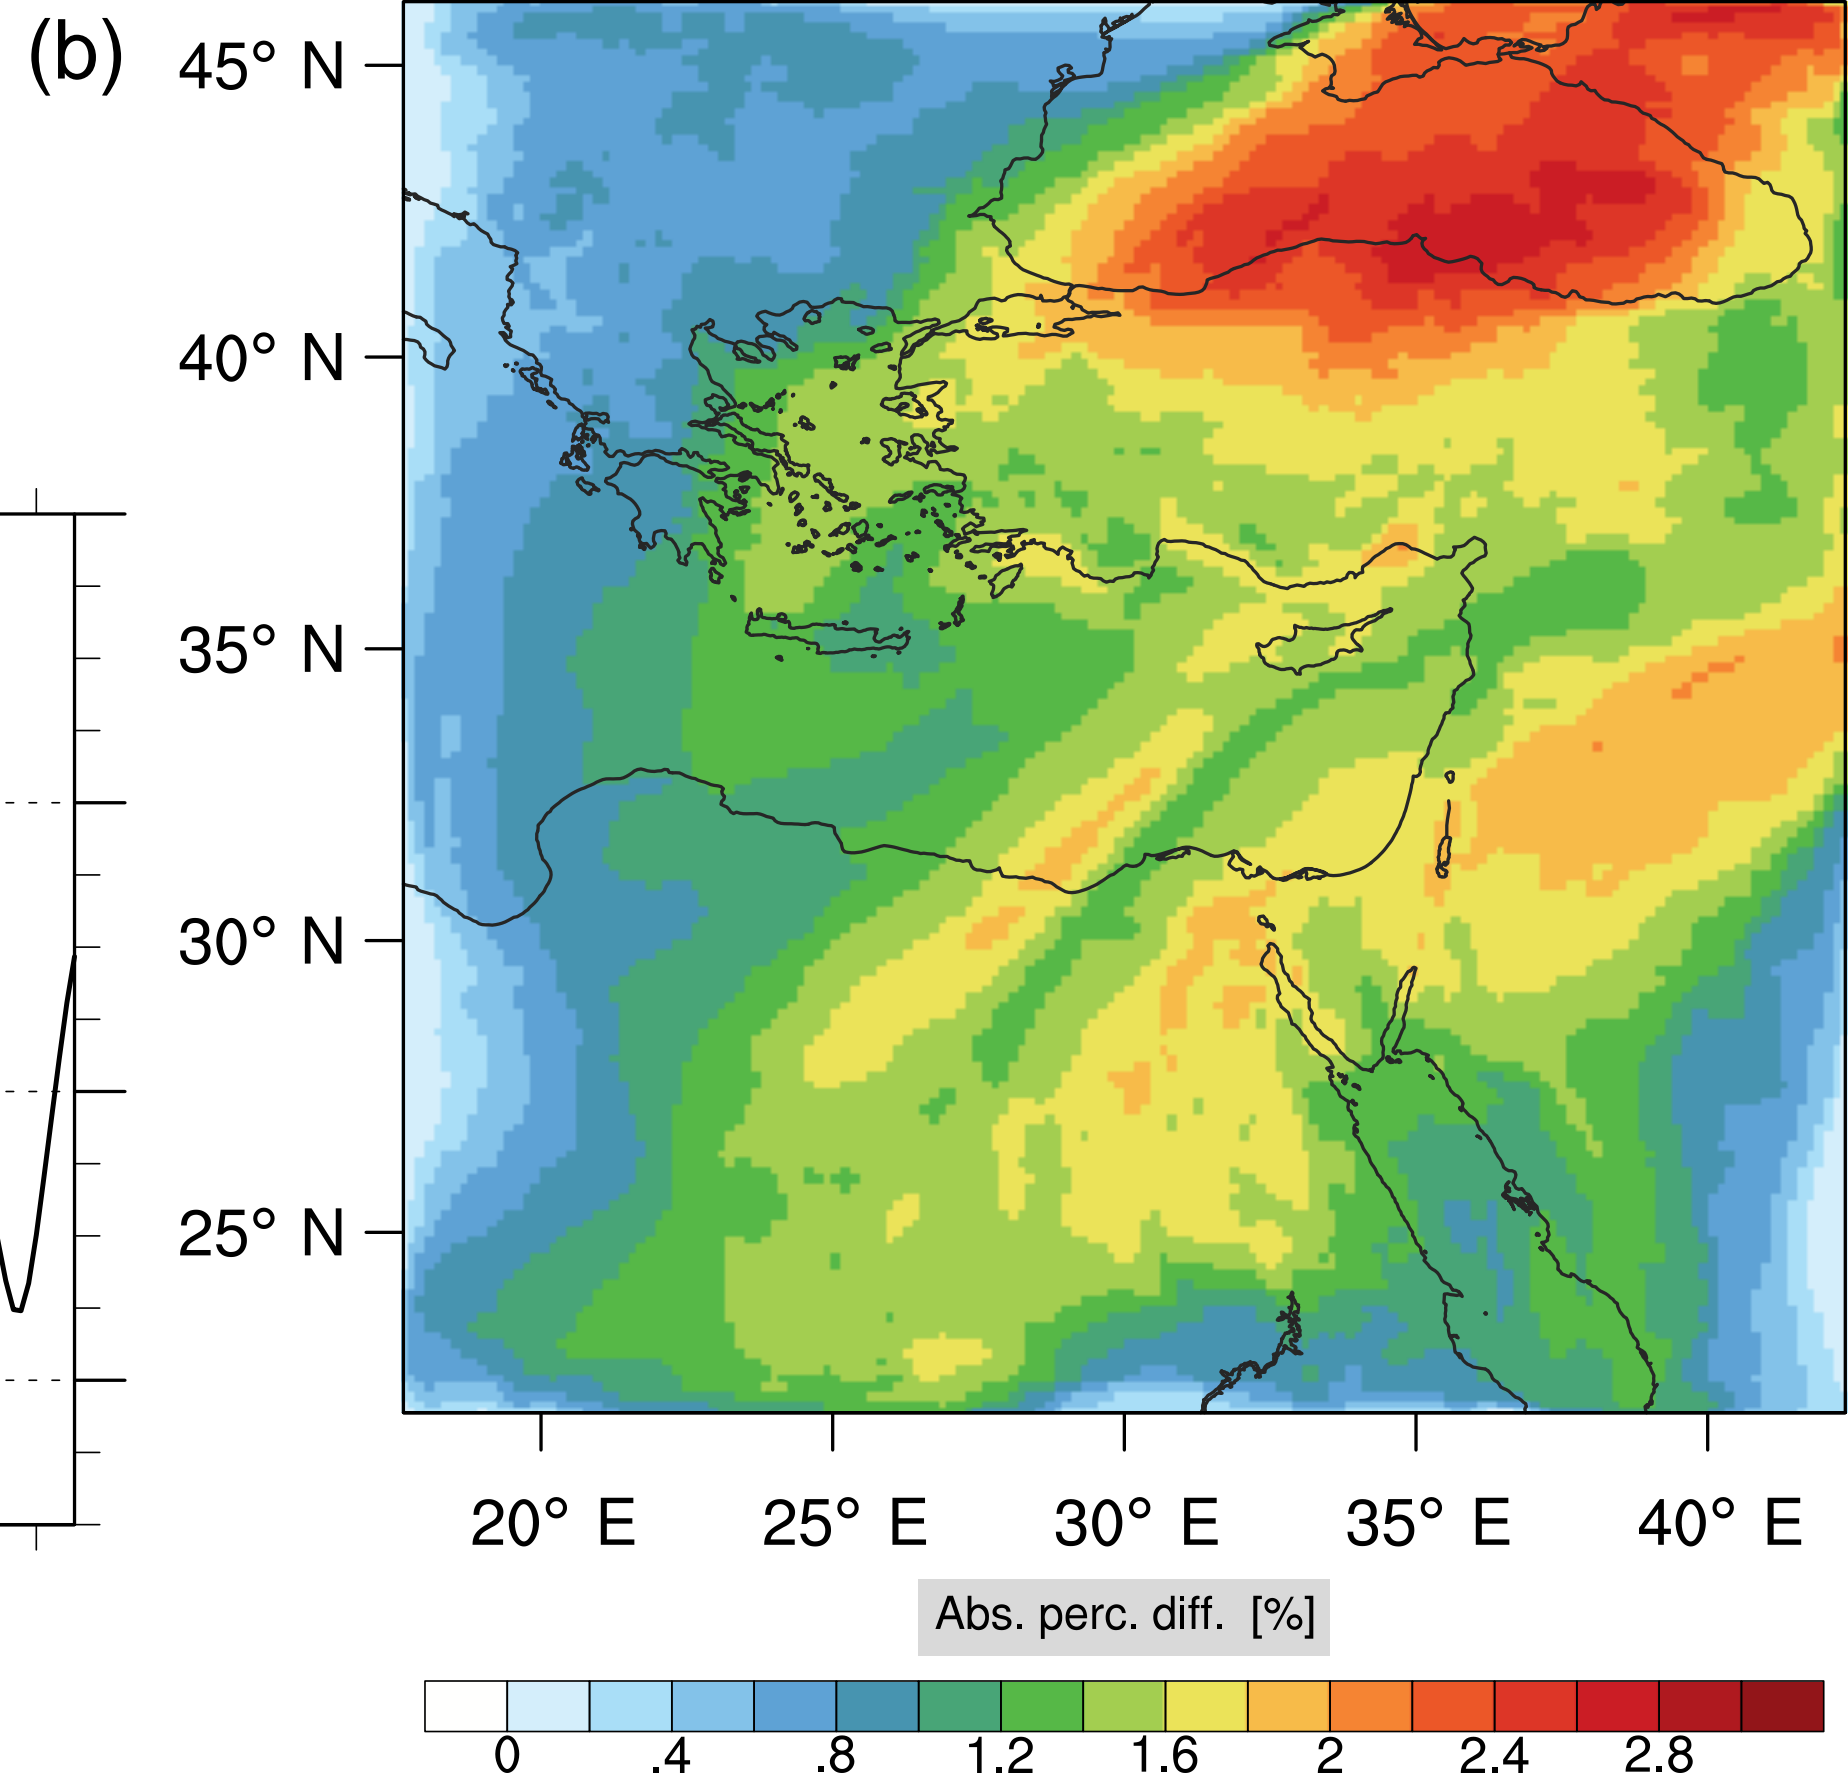 (b)
45° N
40° N
35° N
30° N
25° N
20° E 25° E 30° E 35° E 40° E
Abs. perc. diff. [%]
0 .4 .8 1.2 1.6 2 2.4 2.8